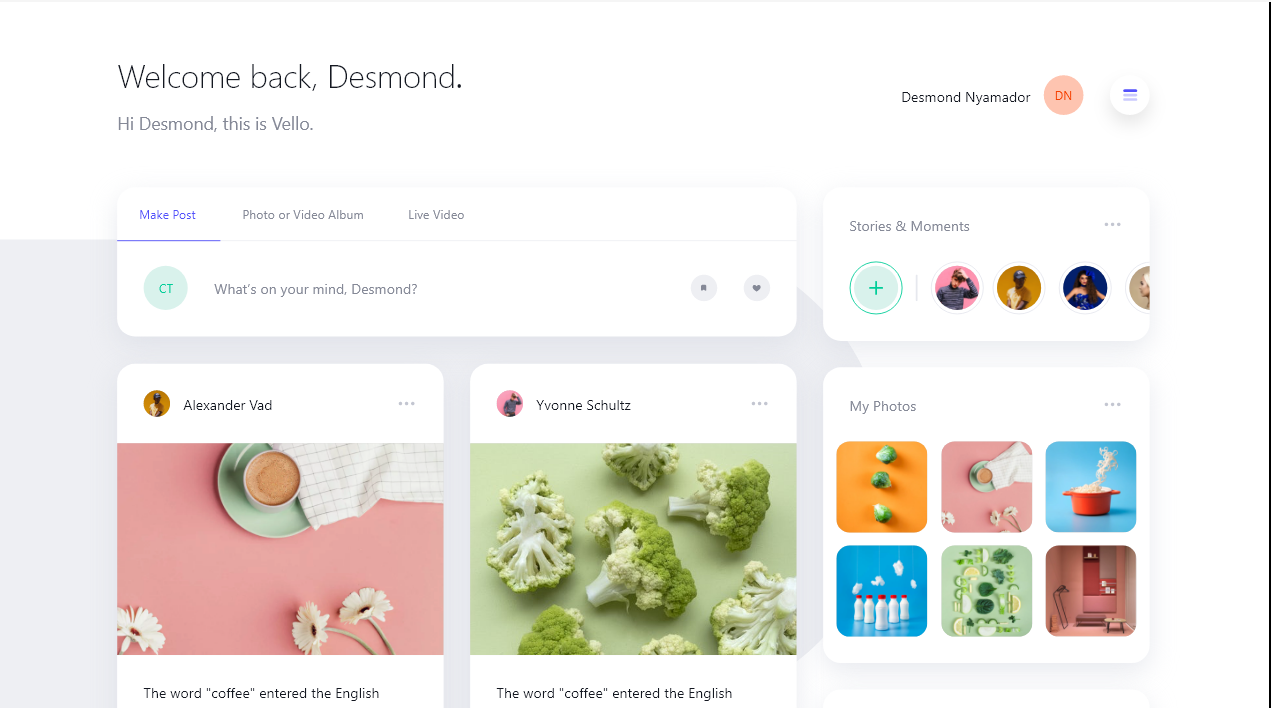 Welcome back, Desmond.
Hi Desmond, this is Vello.
Desmond Nyamador
DN
Make Post
Photo or Video Album
Live Video
CT
What's on your mind, Desmond?
Stories & Moments
Alexander Vad
Yvonne Schultz
My Photos
The word "coffee" entered the English
The word "coffee" entered the English